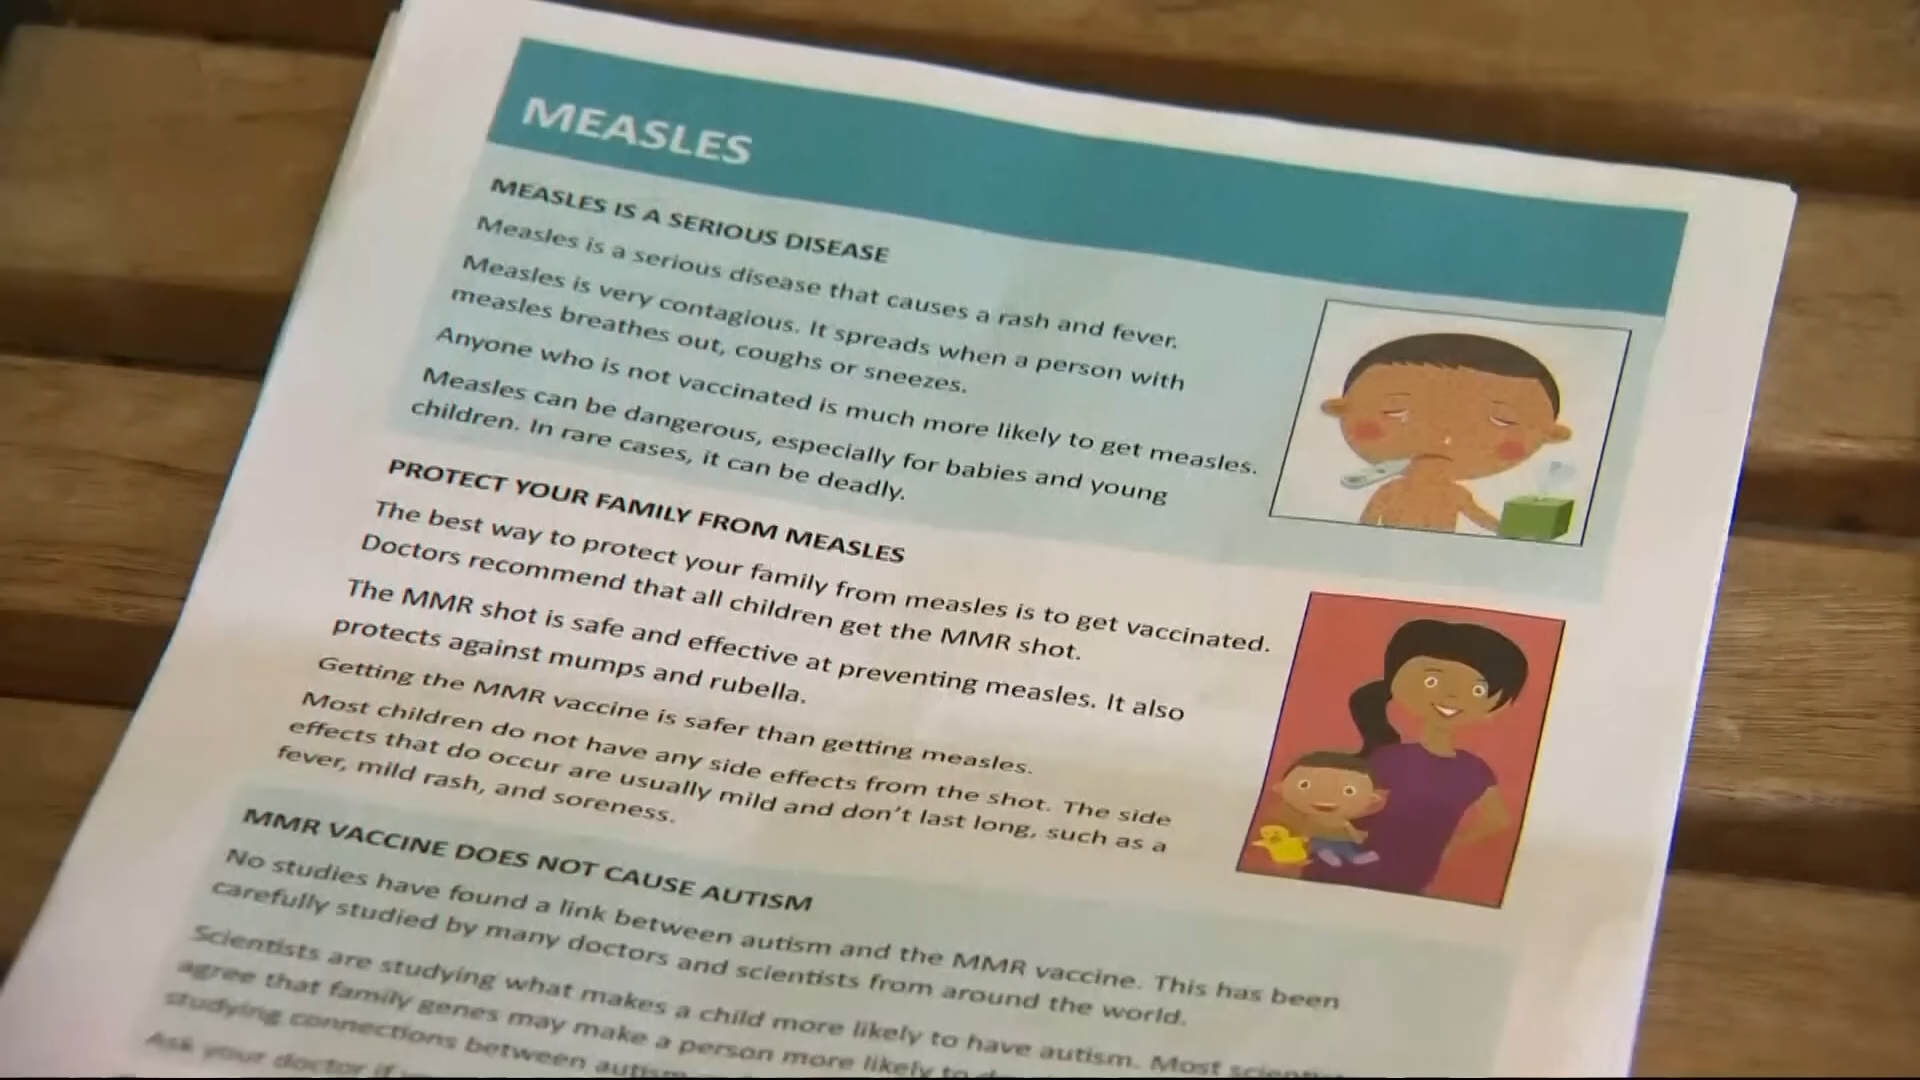 MEASLES
MEASLES IS A SERIOUS DISEASE
Measles is a serious disease that causes a rash and fever.
Measles is very contagious. It spreads when a person with
measles breathes out, coughs or sneezes.
Anyone who is not vaccinated is much more likely to get measles.
Measles can be dangerous, especially for babies and young
children. In rare cases, it can be deadly.
PROTECT YOUR FAMILY FROM MEASLES
The best way to protect your family from measles is to get vaccinated.
Doctors recommend that all children get the MMR shot.
The MMR shot is safe and effective at preventing measles. It also
protects against mumps and rubella.
Getting the MMR vaccine is safer than getting measles.
Most children do not have any side effects from the shot. The side
effects that do occur are usually mild and don't last long, such as a
fever, mild rash, and soreness.
MMR VACCINE DOES NOT CAUSE AUTISM
No studies have found a link between autism and the MMR vaccine. This has been
carefully studied by many doctors and scientists from around the world.
Scientists are studying what makes a child more likely to have autism. Most
agree that family genes may make a person more likely to
studying connections between autism
Ask your doctor if